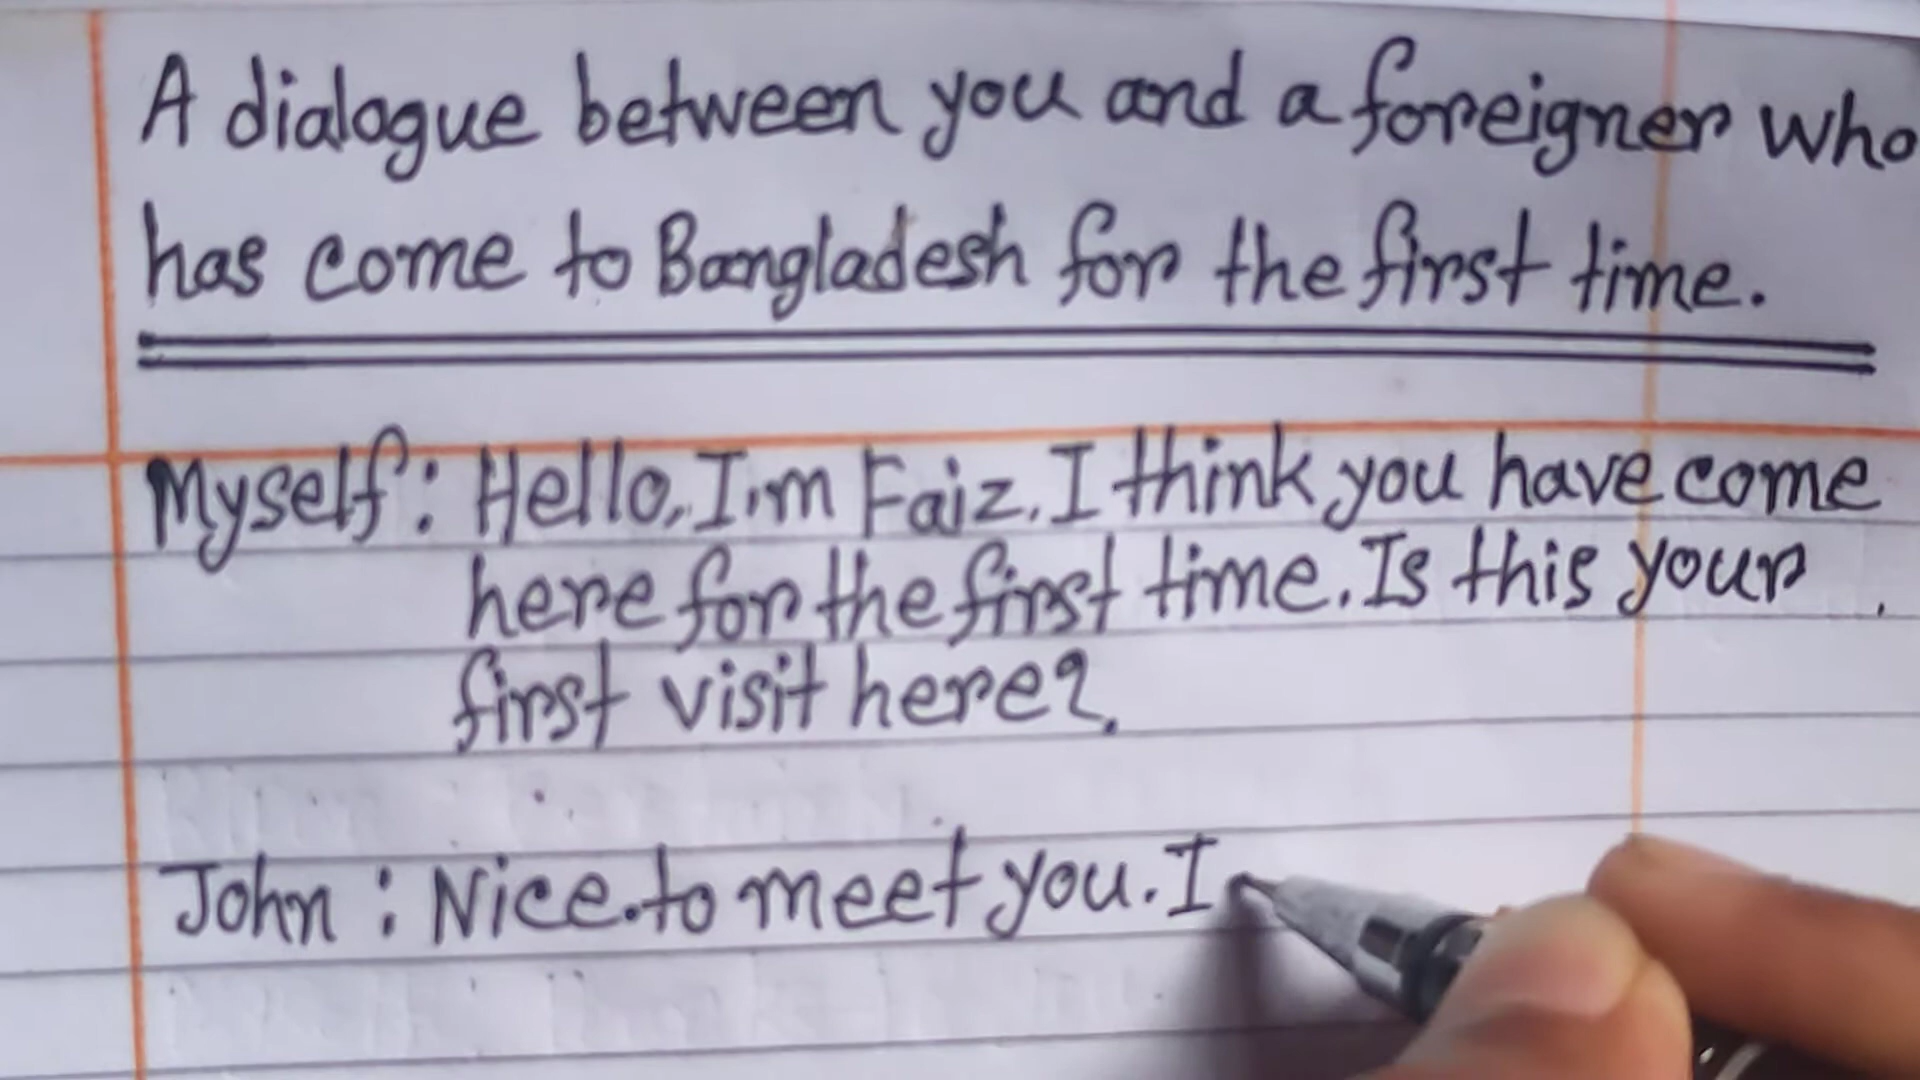 A dialogue between you and a foreigner who
has come to Bangladesh for the first time.
Myself: Hello, I'm Faiz. I think you have come
here for the first time. Is this your
first visit here?
John : Nice to meet you. I